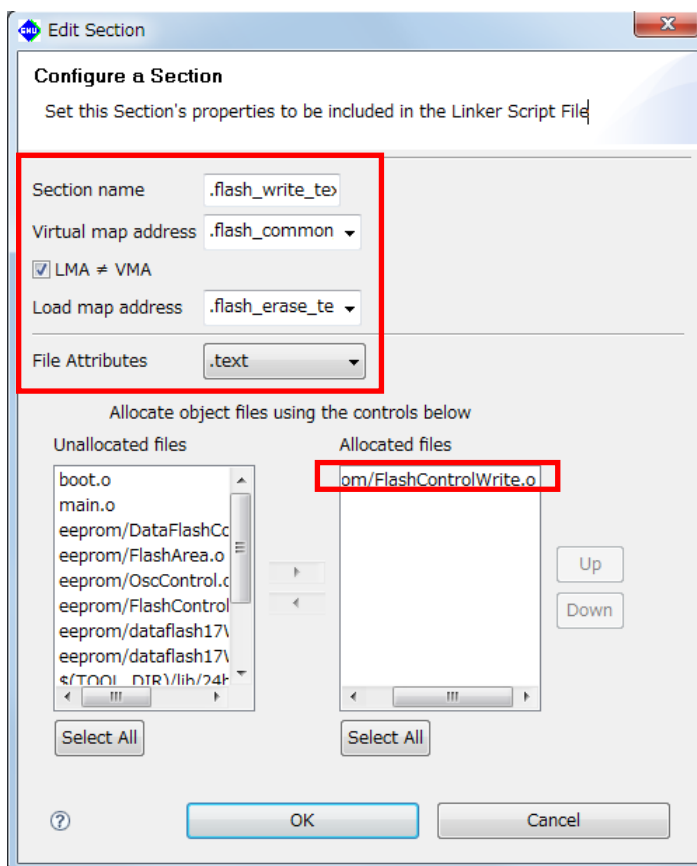 GNU Edit Section
Configure a Section
Set this Section's properties to be included in the Linker Script File
Section name .flash_write_tex
Virtual map address .flash_common
LMA ≠ VMA
Load map address .flash_erase_te
File Attributes .text
Allocate object files using the controls below
Unallocated files Allocated files
boot.o om/FlashControlWrite.o
main.o
eeprom/DataFlashCo
eeprom/FlashArea.o
eeprom/OscControl.o
eeprom/FlashControl
eeprom/dataflash17W
eeprom/dataflash17W
$(TOOL_DIR)/lib/24b
Up
Down
Select All Select All
? OK Cancel